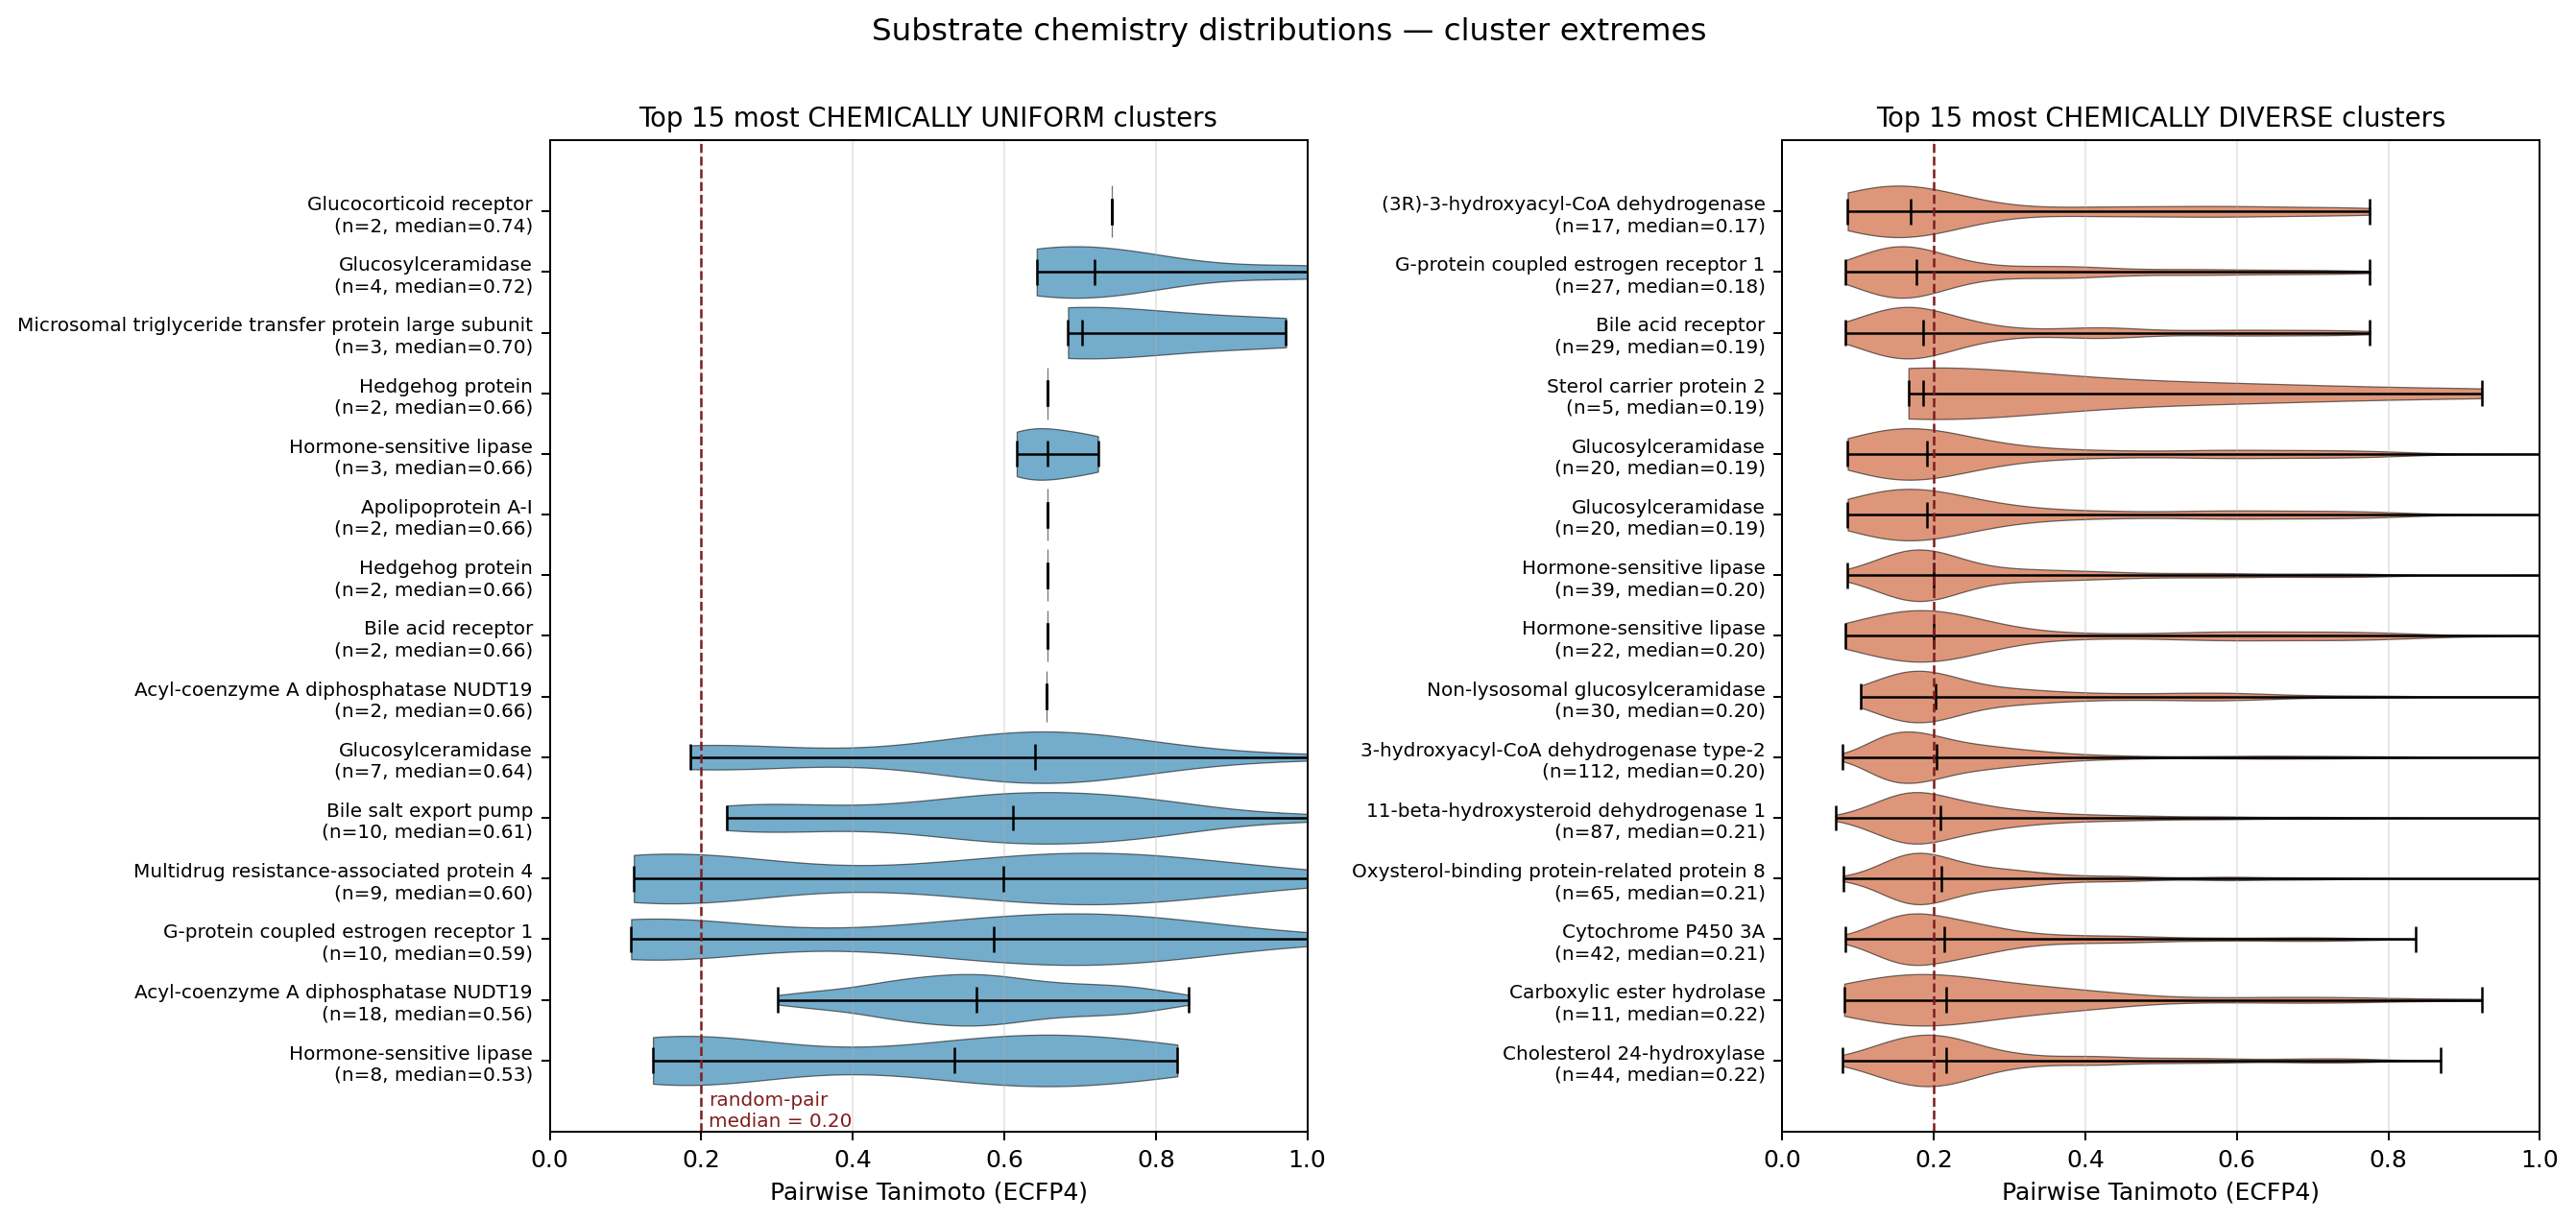 Substrate chemistry distributions — cluster extremes
Top 15 most CHEMICALLY UNIFORM clusters
Glucocorticoid receptor
(n=2, median=0.74)
Glucosylceramidase
(n=4, median=0.72)
Microsomal triglyceride transfer protein large subunit
(n=3, median=0.70)
Hedgehog protein
(n=2, median=0.66)
Hormone-sensitive lipase
(n=3, median=0.66)
Apolipoprotein A-I
(n=2, median=0.66)
Hedgehog protein
(n=2, median=0.66)
Bile acid receptor
(n=2, median=0.66)
Acyl-coenzyme A diphosphatase NUDT19
(n=2, median=0.66)
Glucosylceramidase
(n=7, median=0.64)
Bile salt export pump
(n=10, median=0.61)
Multidrug resistance-associated protein 4
(n=9, median=0.60)
G-protein coupled estrogen receptor 1
(n=10, median=0.59)
Acyl-coenzyme A diphosphatase NUDT19
(n=18, median=0.56)
Hormone-sensitive lipase
(n=8, median=0.53)
random-pair
median = 0.20
0.0 0.2 0.4 0.6 0.8 1.0
Pairwise Tanimoto (ECFP4)
Top 15 most CHEMICALLY DIVERSE clusters
(3R)-3-hydroxyacyl-CoA dehydrogenase
(n=17, median=0.17)
G-protein coupled estrogen receptor 1
(n=27, median=0.18)
Bile acid receptor
(n=29, median=0.19)
Sterol carrier protein 2
(n=5, median=0.19)
Glucosylceramidase
(n=20, median=0.19)
Glucosylceramidase
(n=20, median=0.19)
Hormone-sensitive lipase
(n=39, median=0.20)
Hormone-sensitive lipase
(n=22, median=0.20)
Non-lysosomal glucosylceramidase
(n=30, median=0.20)
3-hydroxyacyl-CoA dehydrogenase type-2
(n=112, median=0.20)
11-beta-hydroxysteroid dehydrogenase 1
(n=87, median=0.21)
Oxysterol-binding protein-related protein 8
(n=65, median=0.21)
Cytochrome P450 3A
(n=42, median=0.21)
Carboxylic ester hydrolase
(n=11, median=0.22)
Cholesterol 24-hydroxylase
(n=44, median=0.22)
0.0 0.2 0.4 0.6 0.8 1.0
Pairwise Tanimoto (ECFP4)